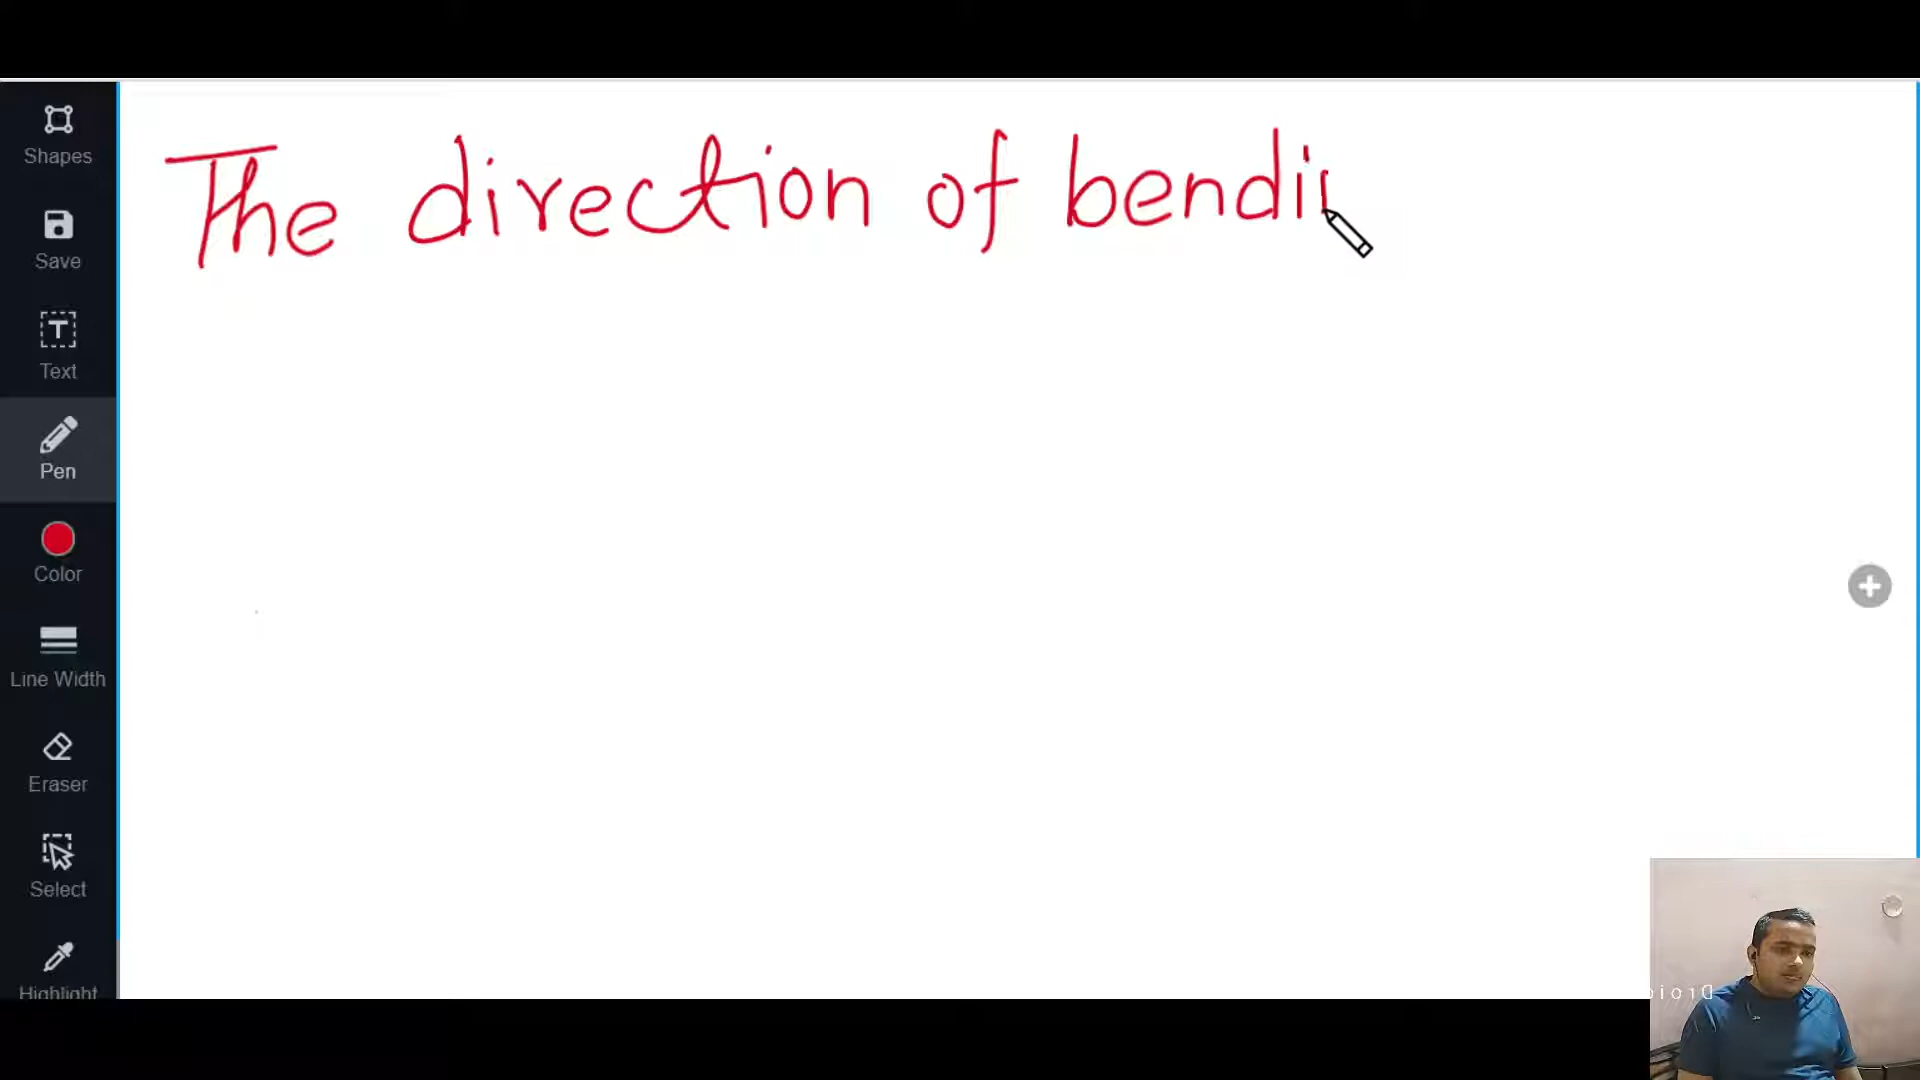 Shapes
Save
T
Text
Pen
Color
Line Width
Eraser
Select
Highlight
The direction of bendi